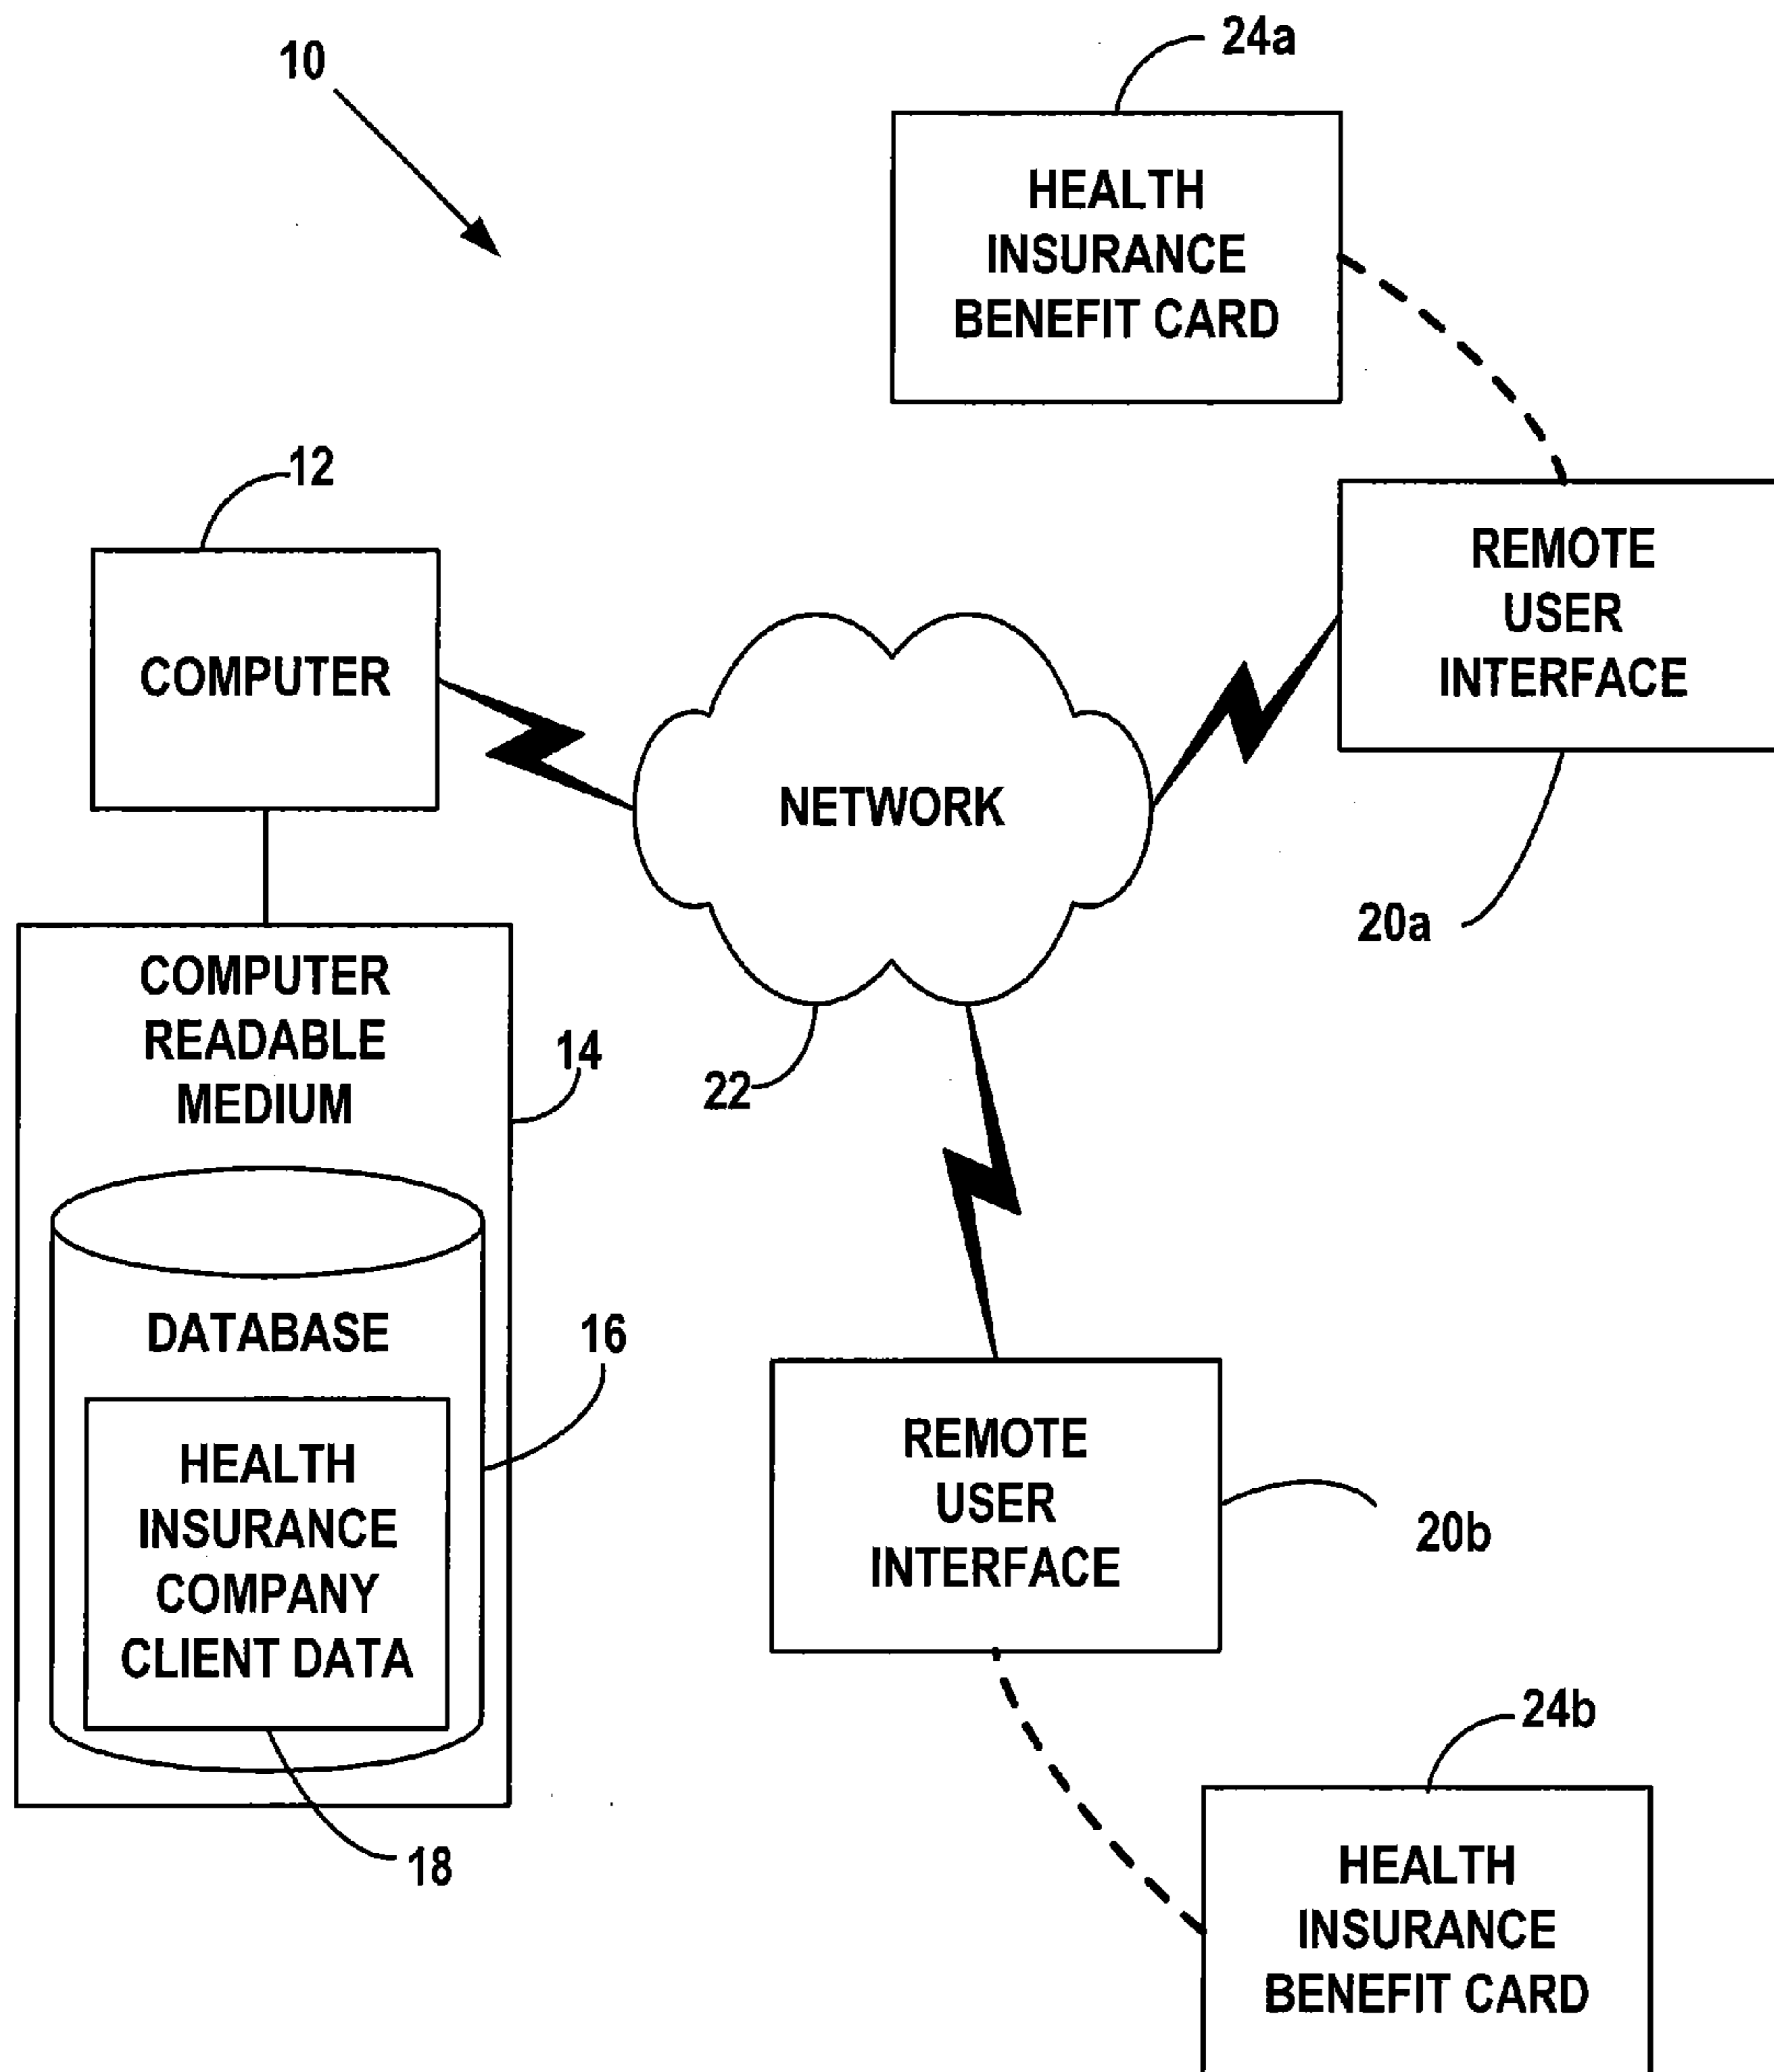 10
24a
HEALTH
INSURANCE
BENEFIT CARD
12
COMPUTER
REMOTE
USER
INTERFACE
20a
NETWORK
22
COMPUTER
READABLE
MEDIUM
14
DATABASE
16
HEALTH
INSURANCE
COMPANY
CLIENT DATA
18
REMOTE
USER
INTERFACE
20b
24b
HEALTH
INSURANCE
BENEFIT CARD